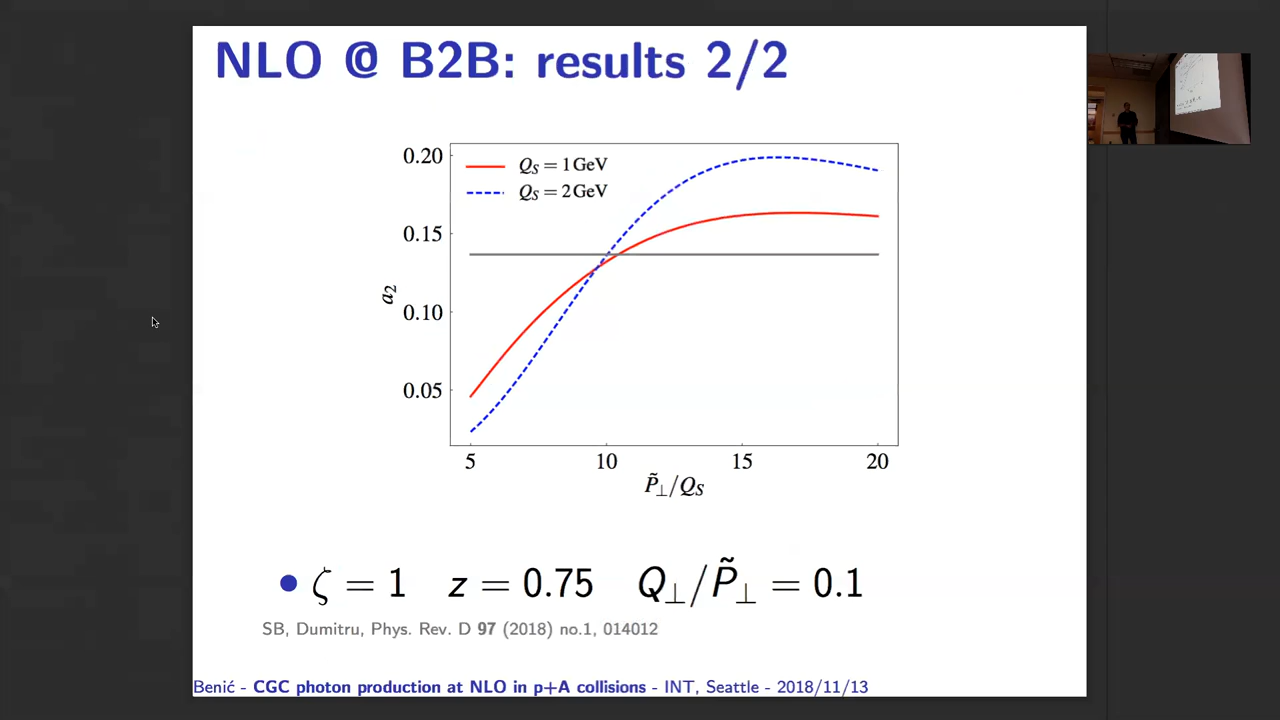 NLO @ B2B: results 2/2
0.20
0.15
0.10
0.05
a₂
Q_S = 1 GeV
Q_S = 2 GeV
5 10 15 20
P̃⊥/Q_S
• ζ = 1 z = 0.75 Q⊥/P̃⊥ = 0.1
SB, Dumitru, Phys. Rev. D 97 (2018) no.1, 014012
Benić - CGC photon production at NLO in p+A collisions - INT, Seattle - 2018/11/13